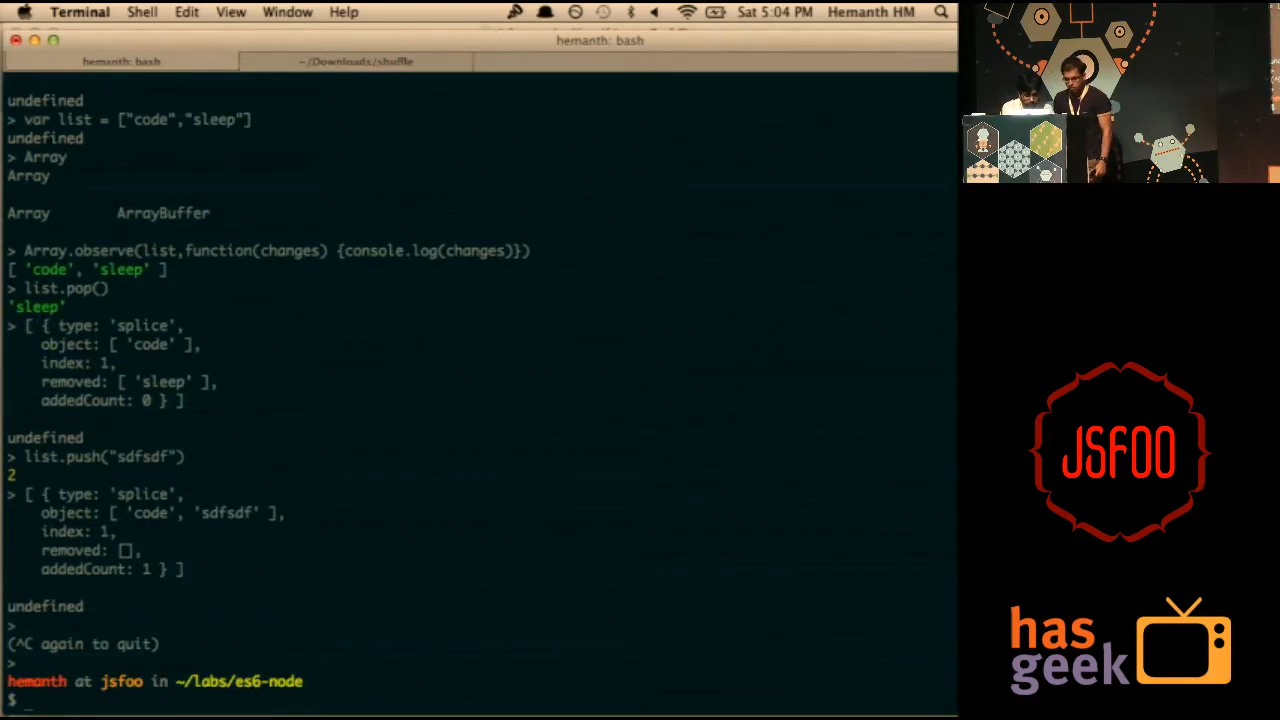 Terminal Shell Edit View Window Help Sat 5:04 PM Hemanth HM
hemanth: bash
hemanth: bash ~/Downloads/shuffle
undefined
> var list = ["code","sleep"]
undefined
> Array
Array
Array ArrayBuffer
> Array.observe(list,function(changes) {console.log(changes)})
[ 'code', 'sleep' ]
> list.pop()
'sleep'
> [ { type: 'splice',
object: [ 'code' ],
index: 1,
removed: [ 'sleep' ],
addedCount: 0 } ]
undefined
> list.push("sdfsdf")
2
> [ { type: 'splice',
object: [ 'code', 'sdfsdf' ],
index: 1,
removed: [],
addedCount: 1 } ]
undefined
>
(^C again to quit)
>
hemanth at jsfoo in ~/labs/es6-node
$ _
JSFOO
has
geek